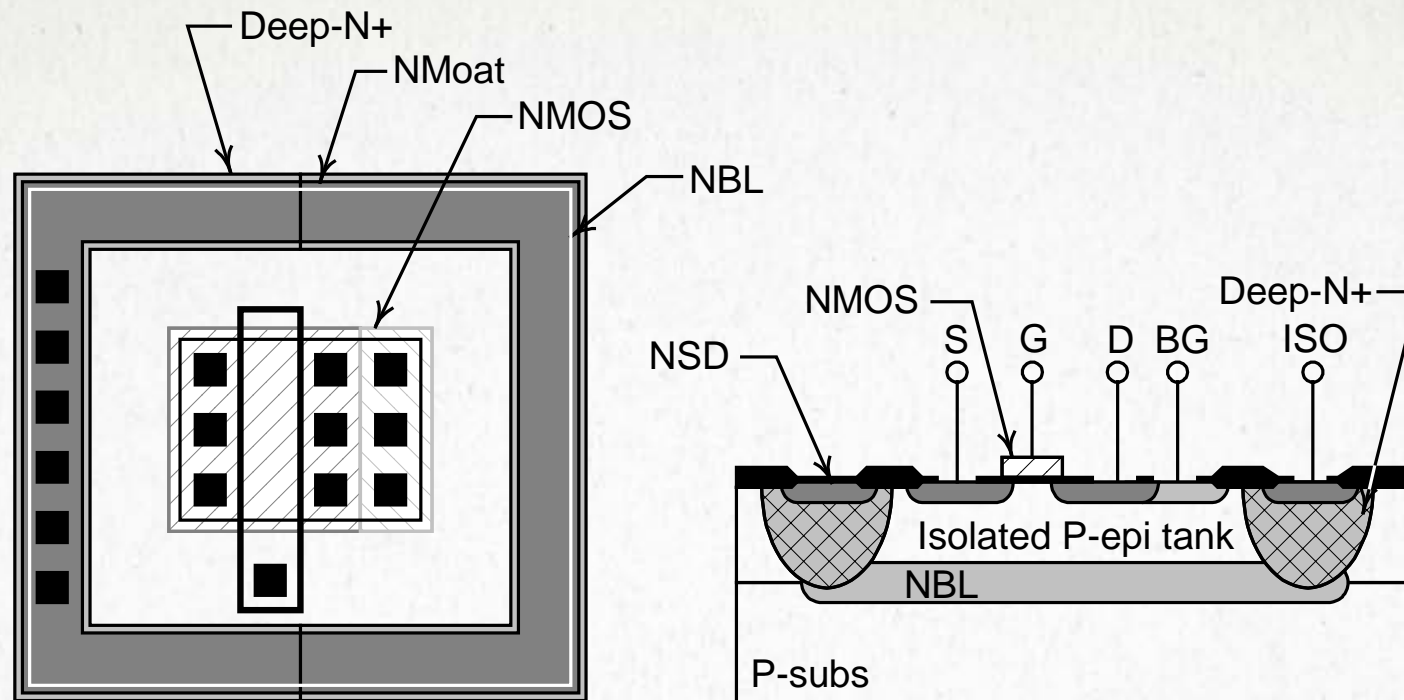 Deep-N+
NMoat
NMOS
NBL
NMOS
Deep-N+
NSD
S
G
D
BG
ISO
Isolated P-epi tank
NBL
P-subs